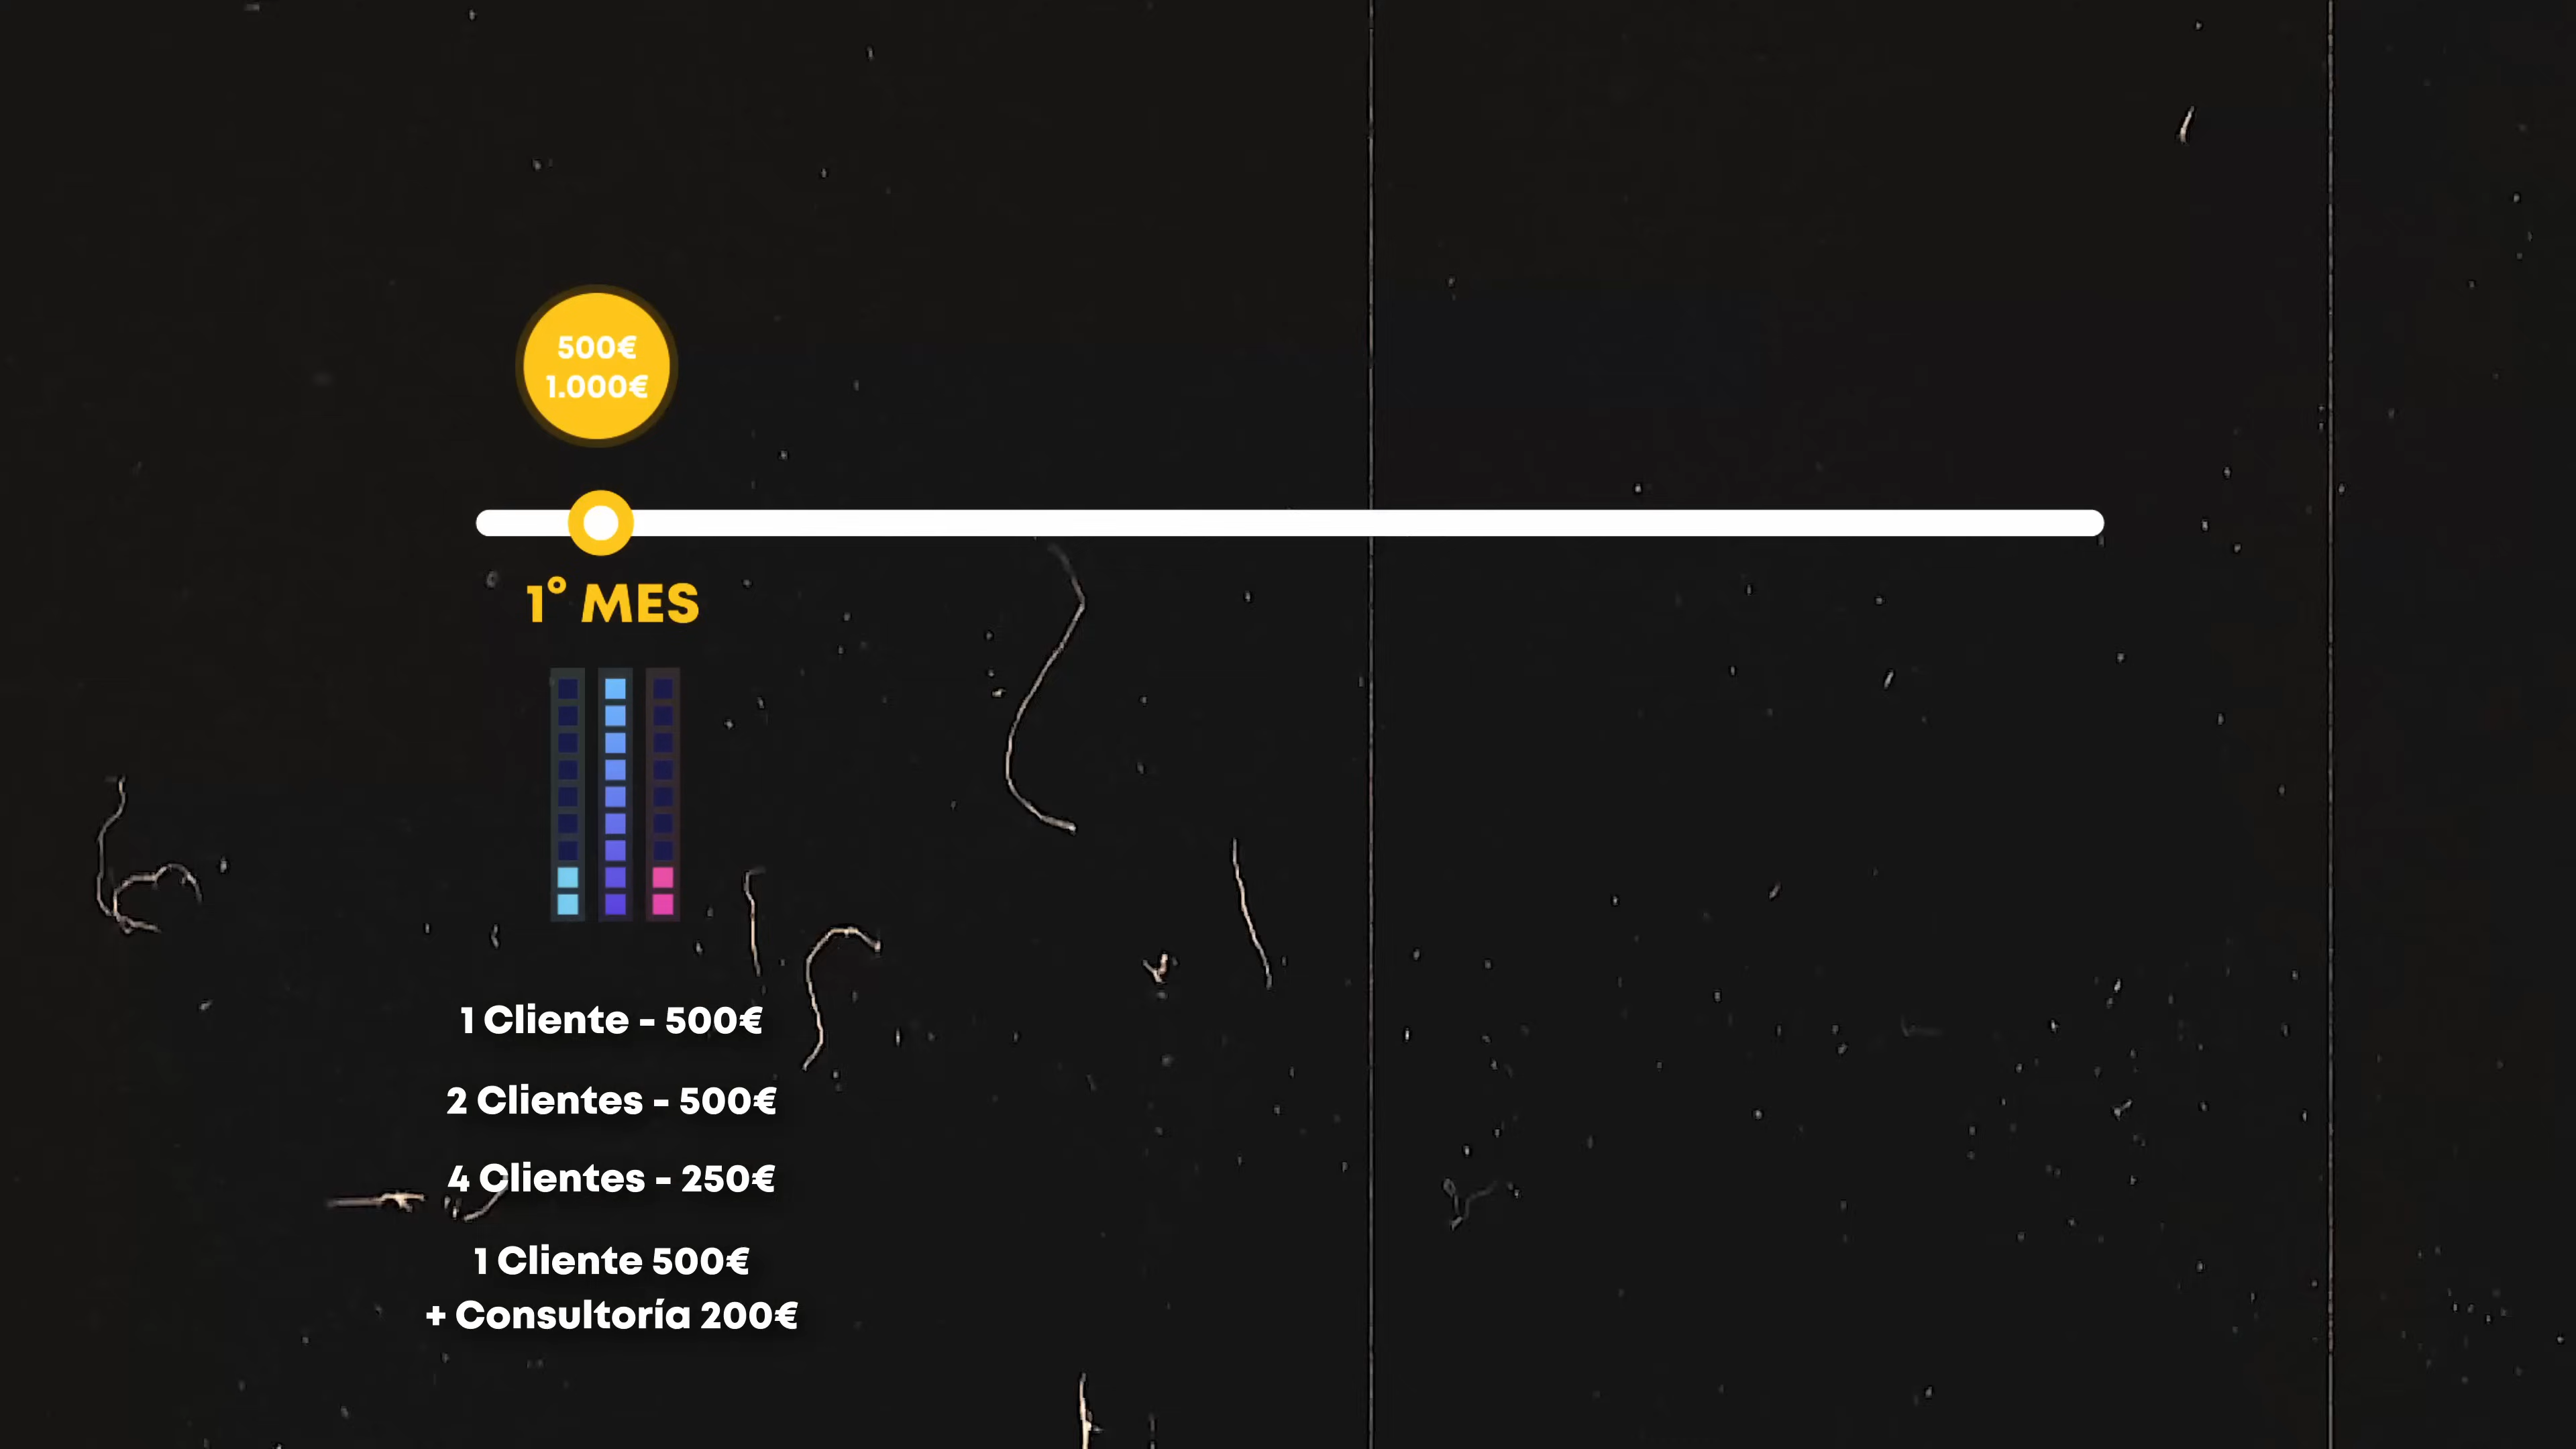 500€
1.000€
1° MES
1 Cliente - 500€
2 Clientes - 500€
4 Clientes - 250€
1 Cliente 500€
+ Consultoría 200€